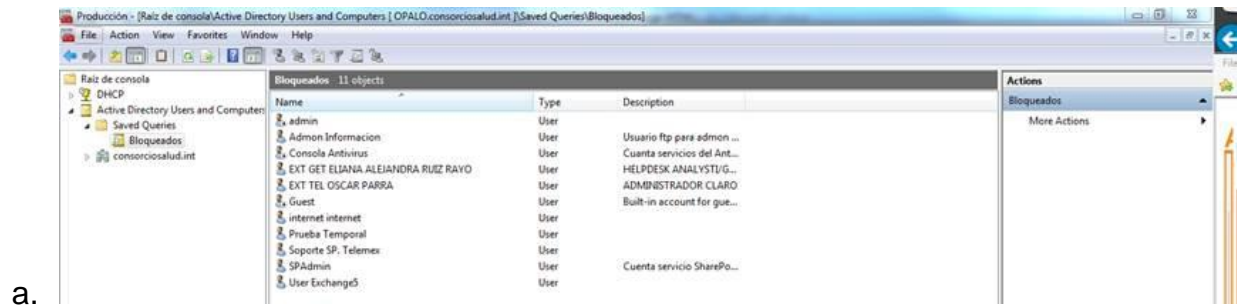 Producción - [Raíz de consola\Active Directory Users and Computers [ OPALO.consorciosalud.int ]\Saved Queries\Bloqueados]
File Action View Favorites Window Help
File
Raíz de consola
DHCP
Active Directory Users and Computers
Saved Queries
Bloqueados
consorciosalud.int
Bloqueados 11 objects
Name Type Description
admin User
Admon Informacion User Usuario ftp para admon ...
Consola Antivirus User Cuenta servicios del Ant...
EXT GET ELIANA ALEJANDRA RUIZ RAYO User HELPDESK ANALYSTI/G...
EXT TEL OSCAR PARRA User ADMINISTRADOR CLARO
Guest User Built-in account for gue...
internet internet User
Prueba Temporal User
Soporte SP. Telemex User
SPAdmin User Cuenta servicio SharePo...
User Exchange5 User
Actions
Bloqueados
More Actions
a.